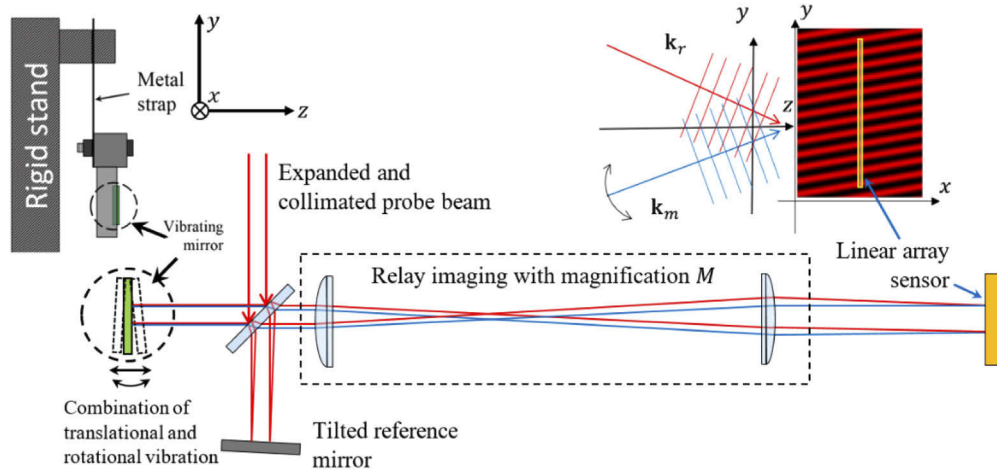 Rigid stand
Metal
strap
y
x
z
Vibrating
mirror
Expanded and
collimated probe beam
k_r
k_m
y
z
y
x
Linear array
sensor
Relay imaging with magnification M
Combination of
translational and
rotational vibration
Tilted reference
mirror